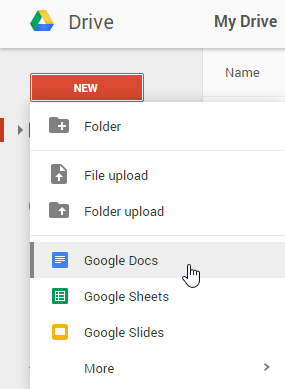 Drive
My Drive
NEW
Name
Folder
File upload
Folder upload
Google Docs
Google Sheets
Google Slides
More